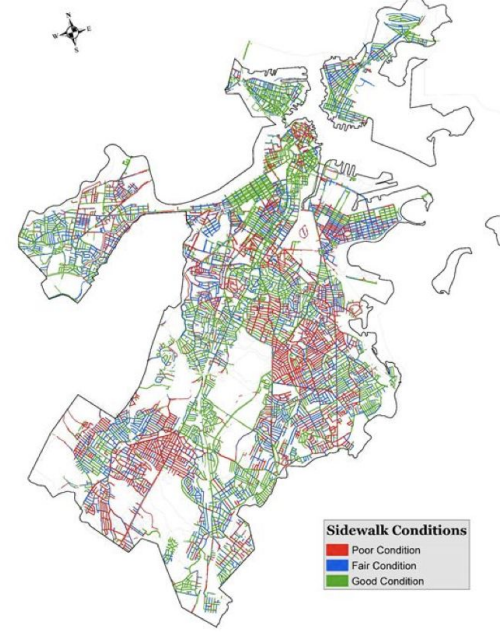 N
W E
S
Sidewalk Conditions
Poor Condition
Fair Condition
Good Condition